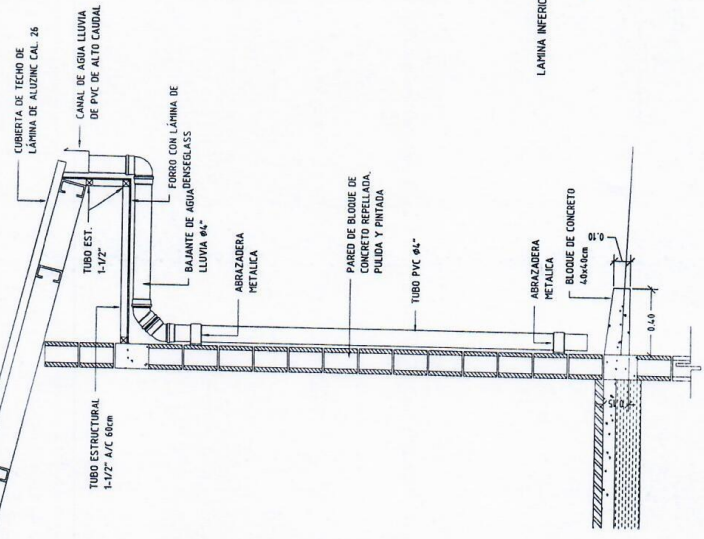 CUBIERTA DE TECHO DE
LÁMINA DE ALUZINC CAL. 26
CANAL DE AGUA LLUVIA
DE PVC DE ALTO CAUDAL
TUBO EST.
1-1/2"
FORRO CON LÁMINA DE
DENSEGLASS
BAJANTE DE AGUA
LLUVIA ø4"
TUBO ESTRUCTURAL
1-1/2" A/C 60cm
ABRAZADERA
METALICA
PARED DE BLOQUE DE
CONCRETO REPELLADA,
PULIDA Y PINTADA
TUBO PVC ø4"
ABRAZADERA
METALICA
BLOQUE DE CONCRETO
40x40cm
0.10
0.40
LAMINA INFERIO